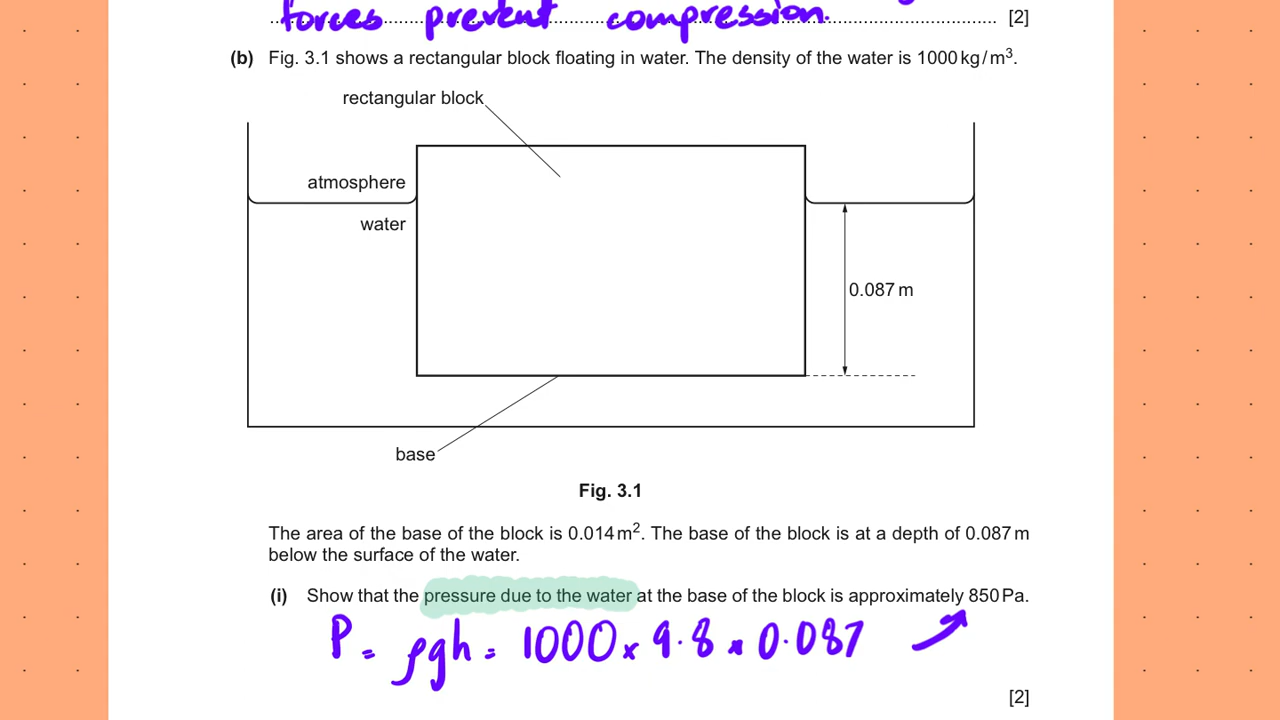 forces prevent compression. [2]
(b) Fig. 3.1 shows a rectangular block floating in water. The density of the water is 1000 kg/m³.
rectangular block
atmosphere
water
0.087 m
base
Fig. 3.1
The area of the base of the block is 0.014 m². The base of the block is at a depth of 0.087 m
below the surface of the water.
(i) Show that the pressure due to the water at the base of the block is approximately 850 Pa.
P = ρgh = 1000 × 9.8 × 0.087
[2]